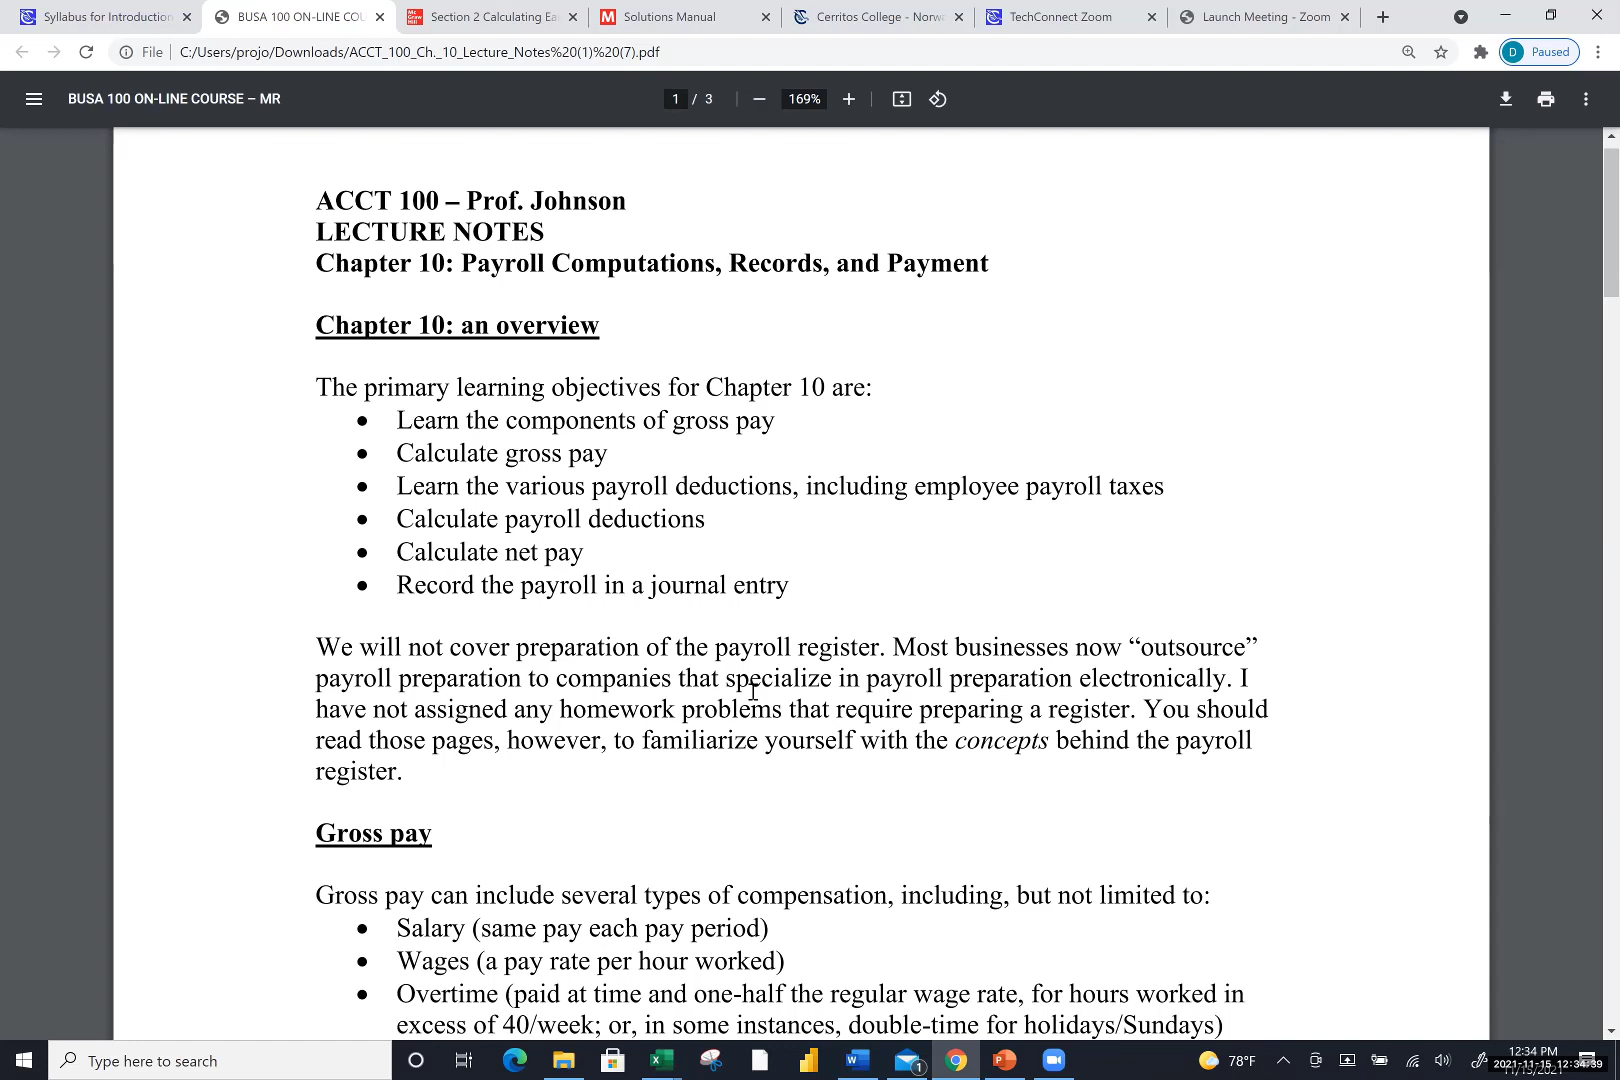 Syllabus for Introduction
BUSA 100 ON-LINE COU
Section 2 Calculating Ea
Solutions Manual
Cerritos College - Norw
TechConnect Zoom
Launch Meeting - Zoom
File
C:/Users/projo/Downloads/ACCT_100_Ch._10_Lecture_Notes%20(1)%20(7).pdf
D Paused
BUSA 100 ON-LINE COURSE – MR
1 / 3
169%
ACCT 100 – Prof. Johnson
LECTURE NOTES
Chapter 10: Payroll Computations, Records, and Payment
Chapter 10: an overview
The primary learning objectives for Chapter 10 are:
• Learn the components of gross pay
• Calculate gross pay
• Learn the various payroll deductions, including employee payroll taxes
• Calculate payroll deductions
• Calculate net pay
• Record the payroll in a journal entry
We will not cover preparation of the payroll register. Most businesses now “outsource”
payroll preparation to companies that specialize in payroll preparation electronically. I
have not assigned any homework problems that require preparing a register. You should
read those pages, however, to familiarize yourself with the concepts behind the payroll
register.
Gross pay
Gross pay can include several types of compensation, including, but not limited to:
• Salary (same pay each pay period)
• Wages (a pay rate per hour worked)
• Overtime (paid at time and one-half the regular wage rate, for hours worked in
excess of 40/week; or, in some instances, double-time for holidays/Sundays)
Type here to search
78°F
12:34 PM
2021-11-15 12:34:39